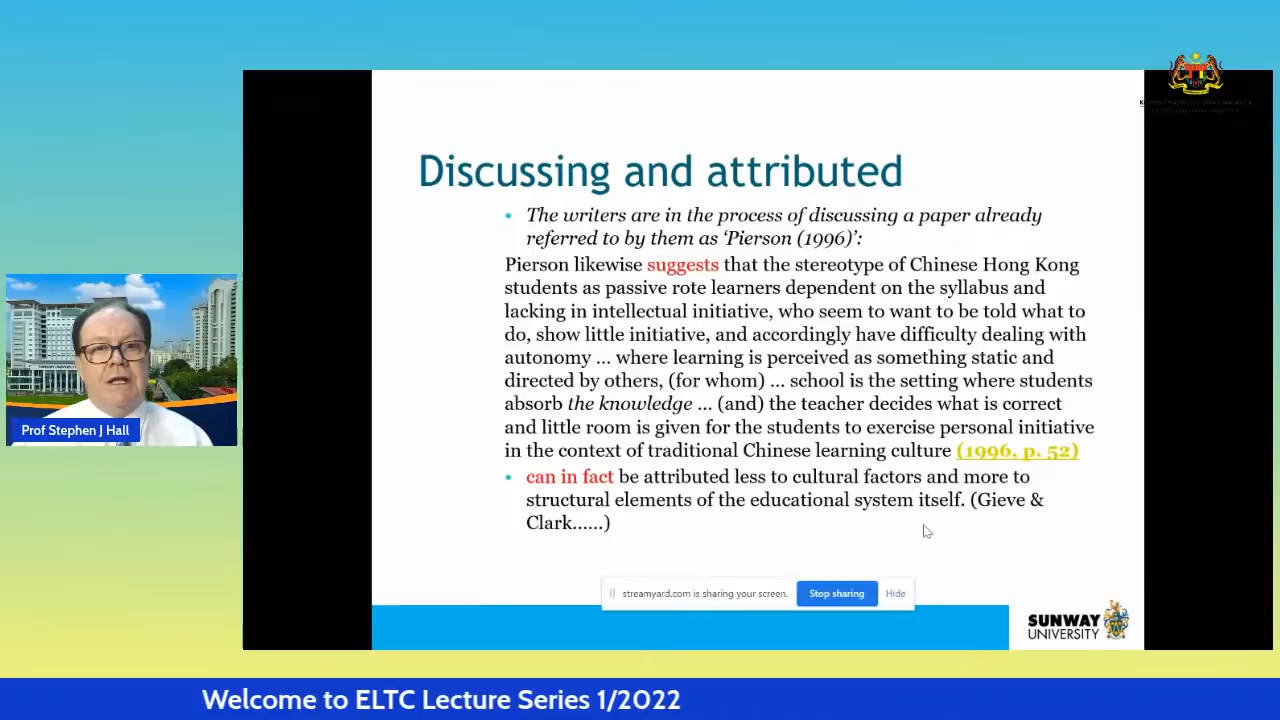 Discussing and attributed
• The writers are in the process of discussing a paper already
referred to by them as ‘Pierson (1996)’:
Pierson likewise suggests that the stereotype of Chinese Hong Kong
students as passive rote learners dependent on the syllabus and
lacking in intellectual initiative, who seem to want to be told what to
do, show little initiative, and accordingly have difficulty dealing with
autonomy ... where learning is perceived as something static and
directed by others, (for whom) ... school is the setting where students
absorb the knowledge ... (and) the teacher decides what is correct
and little room is given for the students to exercise personal initiative
in the context of traditional Chinese learning culture (1996, p. 52)
• can in fact be attributed less to cultural factors and more to
structural elements of the educational system itself. (Gieve &
Clark......)
Prof Stephen J Hall
streamyard.com is sharing your screen.
Stop sharing
Hide
SUNWAY
UNIVERSITY
Welcome to ELTC Lecture Series 1/2022